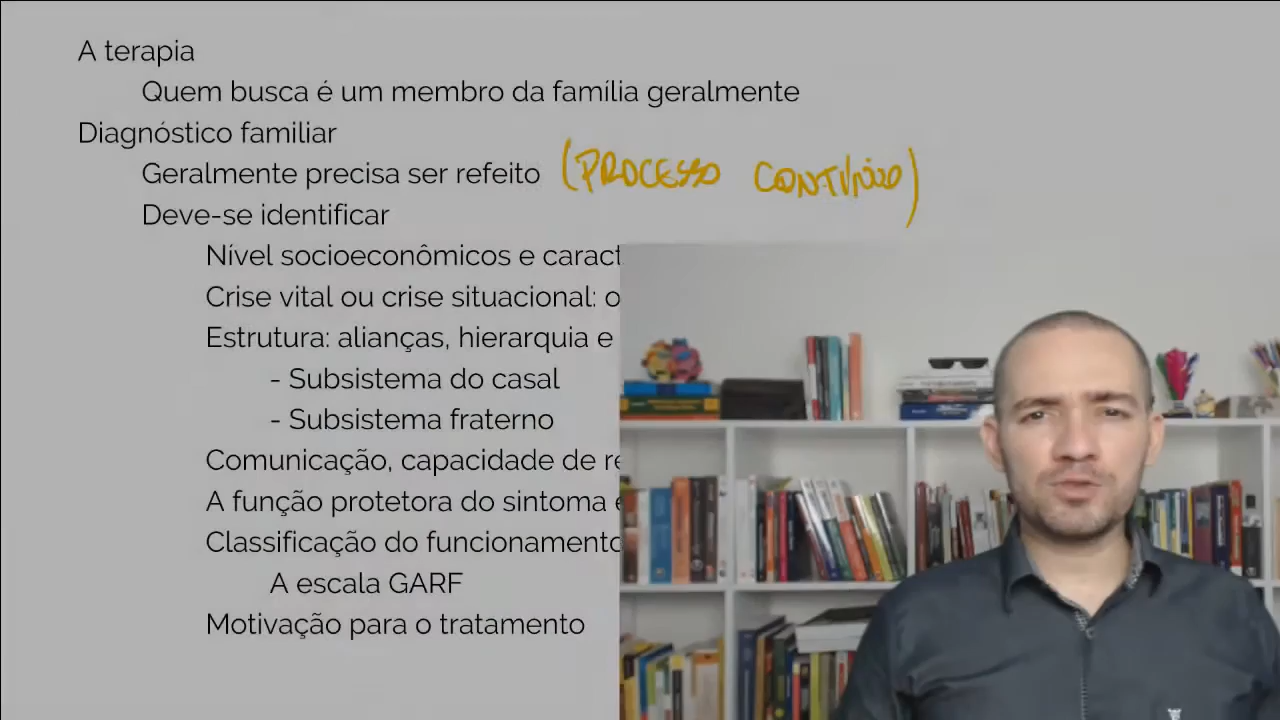 A terapia
Quem busca é um membro da família geralmente
Diagnóstico familiar
Geralmente precisa ser refeito (PROCESSO CONTÍNUO)
Deve-se identificar
Nível socioeconômicos e caract
Crise vital ou crise situacional: o
Estrutura: alianças, hierarquia e
- Subsistema do casal
- Subsistema fraterno
Comunicação, capacidade de re
A função protetora do sintoma e
Classificação do funcionamento
A escala GARF
Motivação para o tratamento